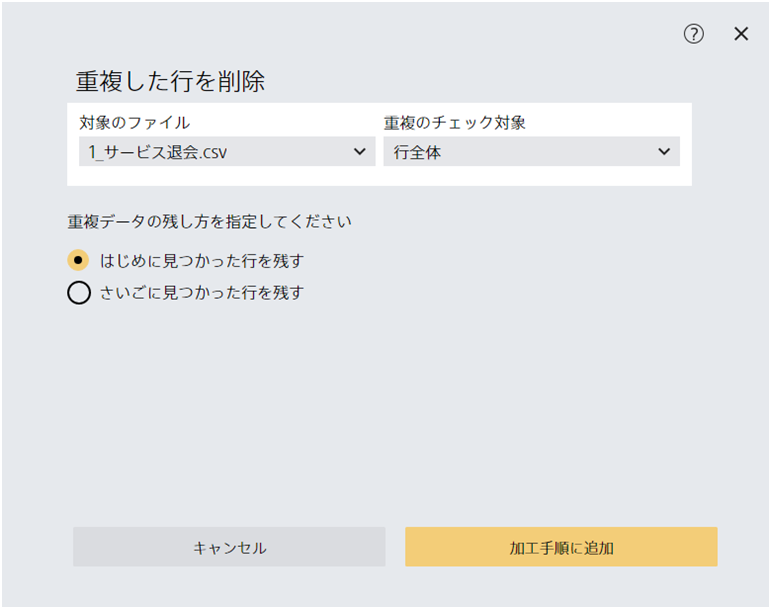 重複した行を削除
対象のファイル
重複のチェック対象
1_サービス退会.csv
行全体
重複データの残し方を指定してください
はじめに見つかった行を残す
さいごに見つかった行を残す
キャンセル
加工手順に追加